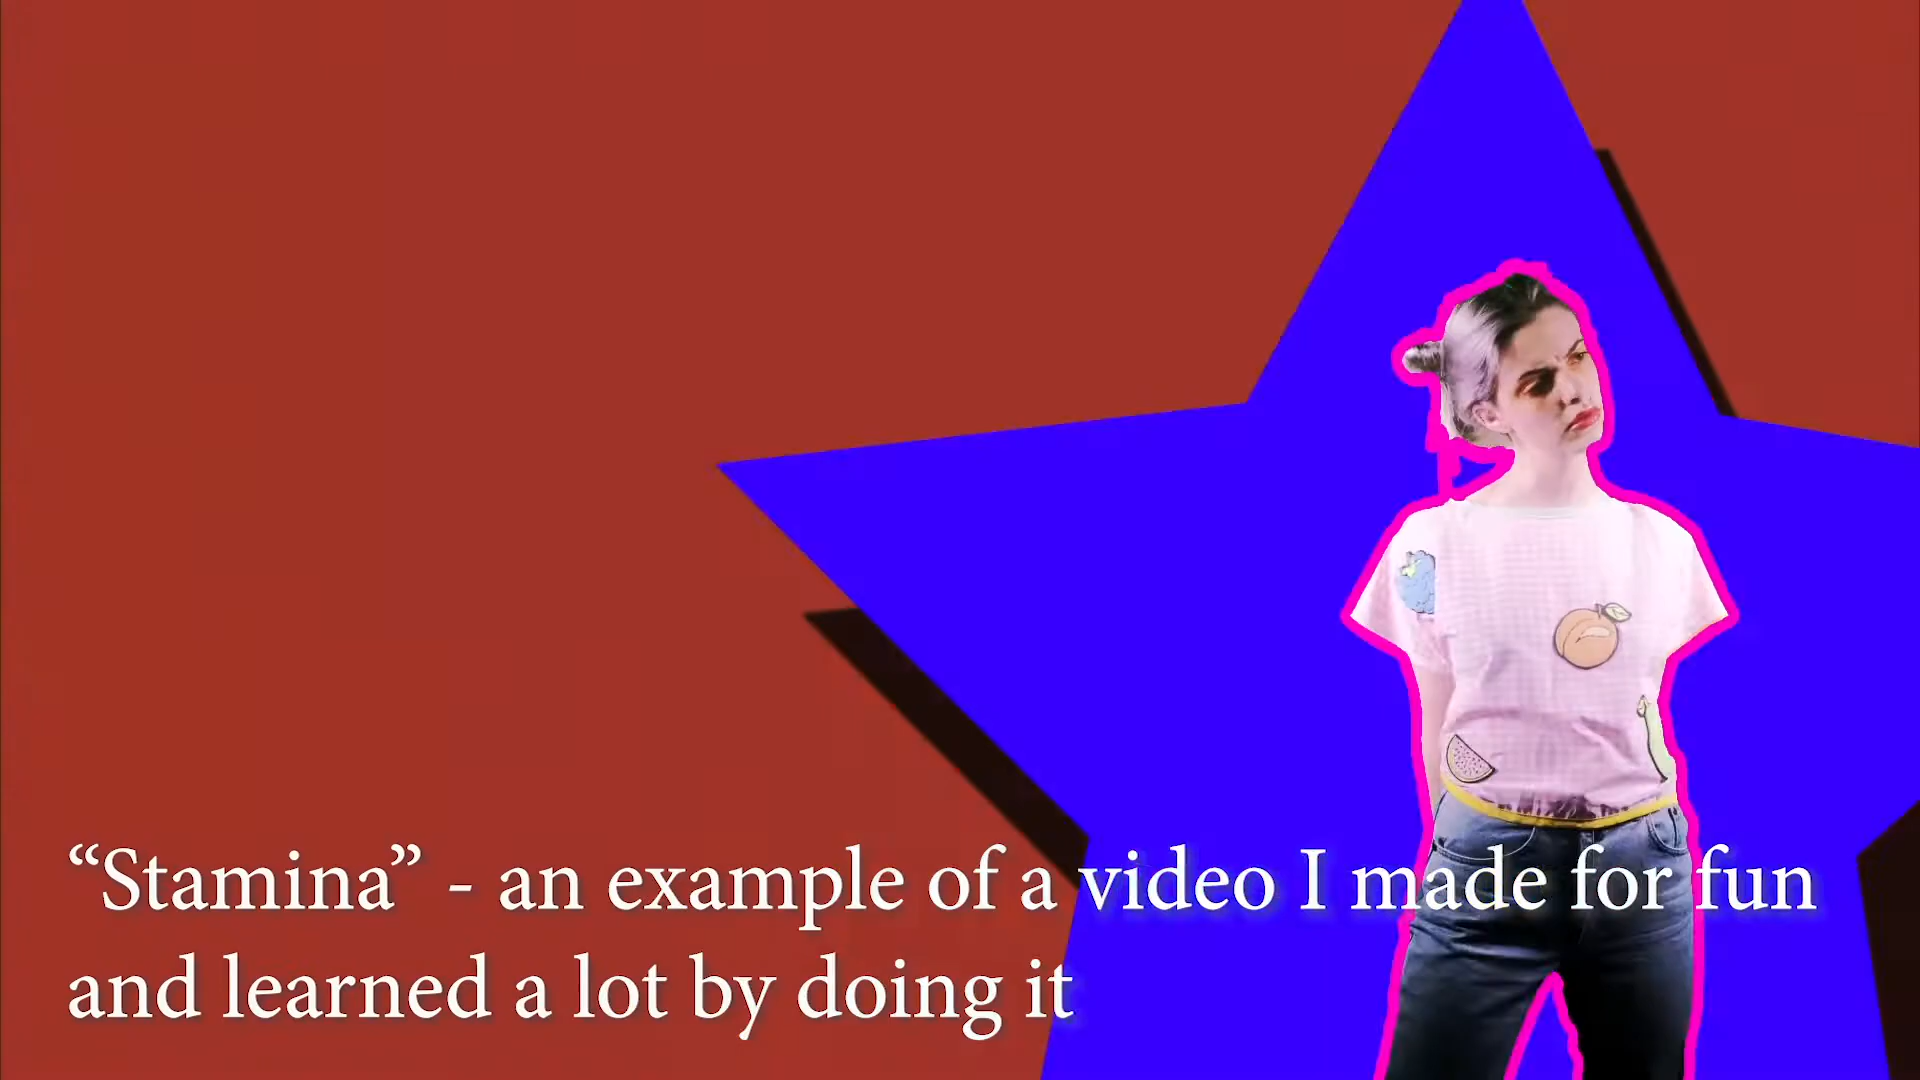 “Stamina” - an example of a video I made for fun
and learned a lot by doing it